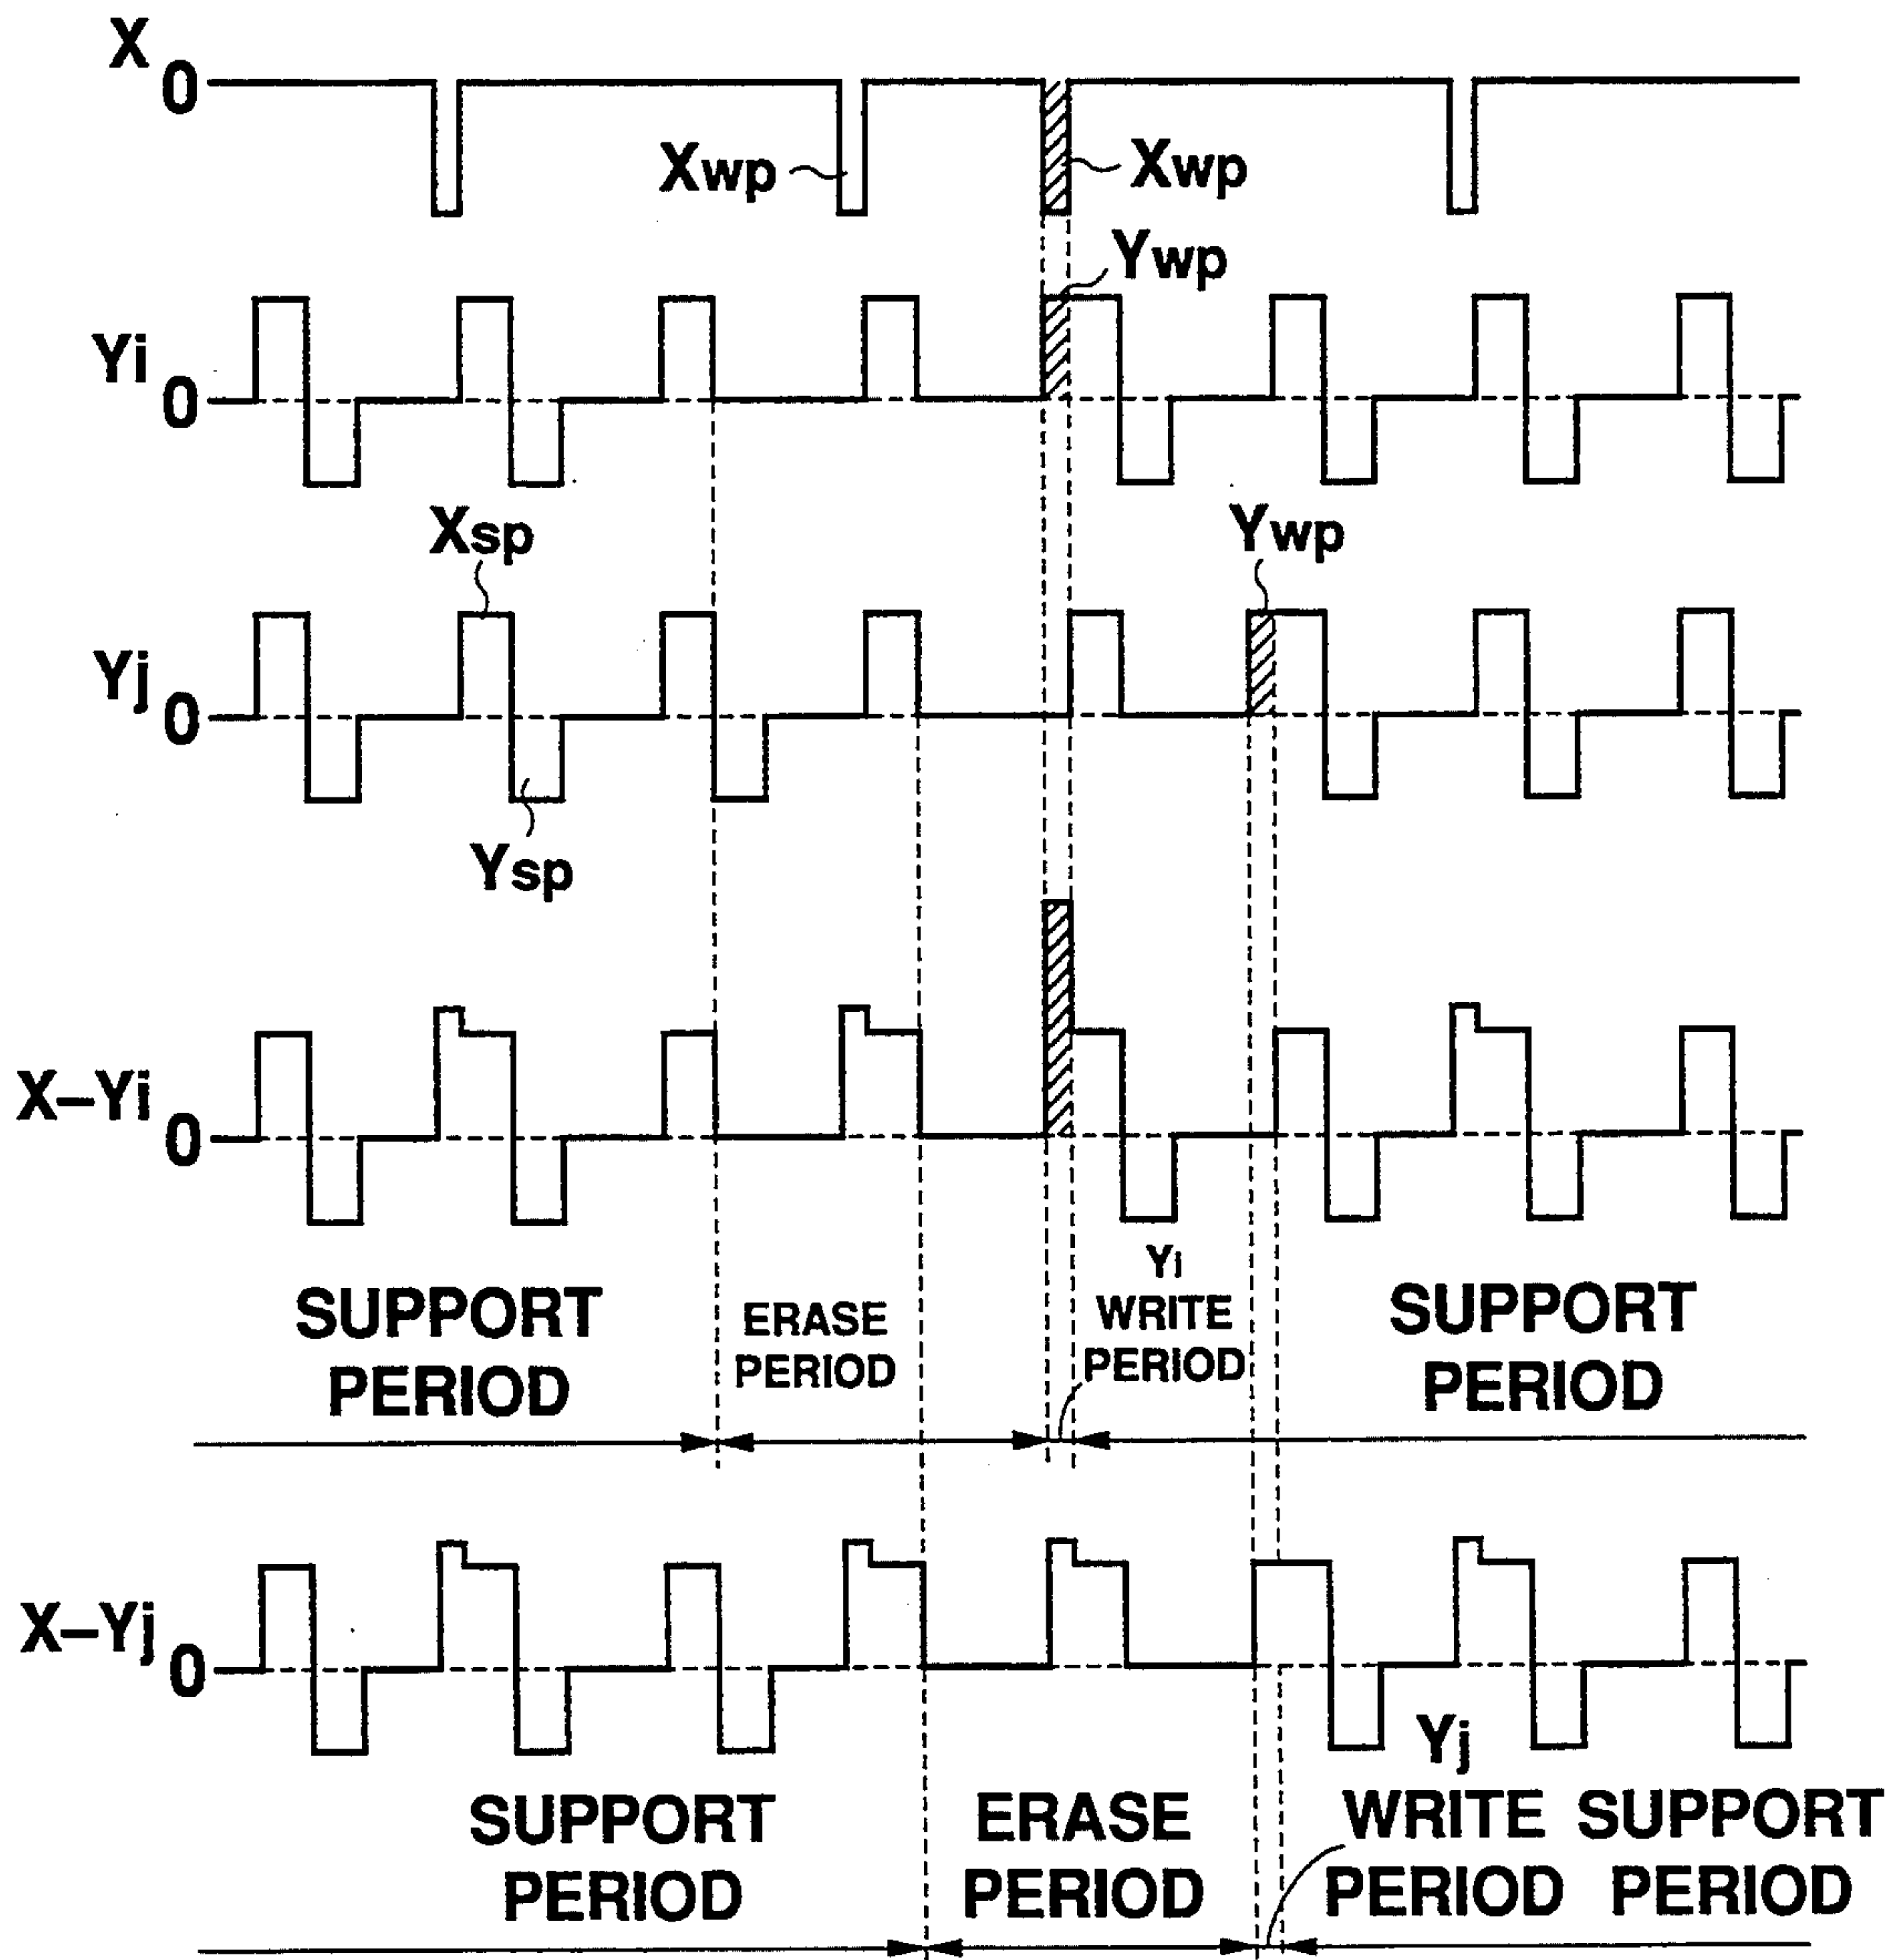 X
0
Xwp
Xwp
Ywp
Yi
0
Xsp
Ywp
Yj
0
Ysp
X–Yi
0
Yi
SUPPORT
PERIOD
ERASE
PERIOD
WRITE
PERIOD
SUPPORT
PERIOD
X–Yj
0
Yj
SUPPORT
PERIOD
ERASE
PERIOD
WRITE
PERIOD
SUPPORT
PERIOD